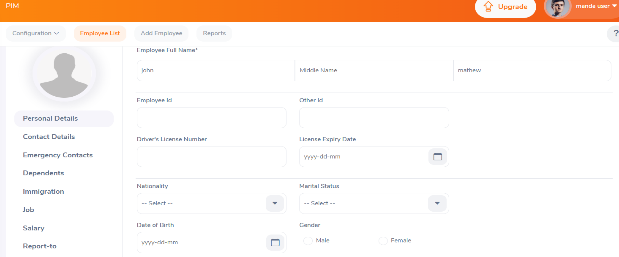 PIM
Upgrade
manda user
Configuration
Employee List
Add Employee
Reports
?
Employee Full Name*
john
Middle Name
mathew
Employee Id
Other Id
Driver's License Number
License Expiry Date
yyyy-dd-mm
Nationality
Marital Status
-- Select --
-- Select --
Date of Birth
Gender
yyyy-dd-mm
Male
Female
Personal Details
Contact Details
Emergency Contacts
Dependents
Immigration
Job
Salary
Report-to